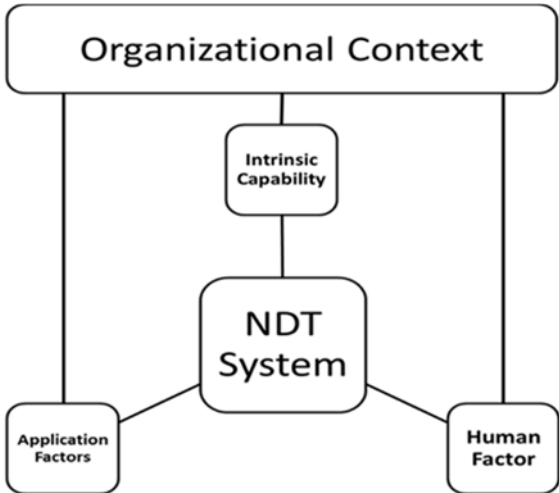 Organizational Context
Intrinsic
Capability
NDT
System
Application
Factors
Human
Factor